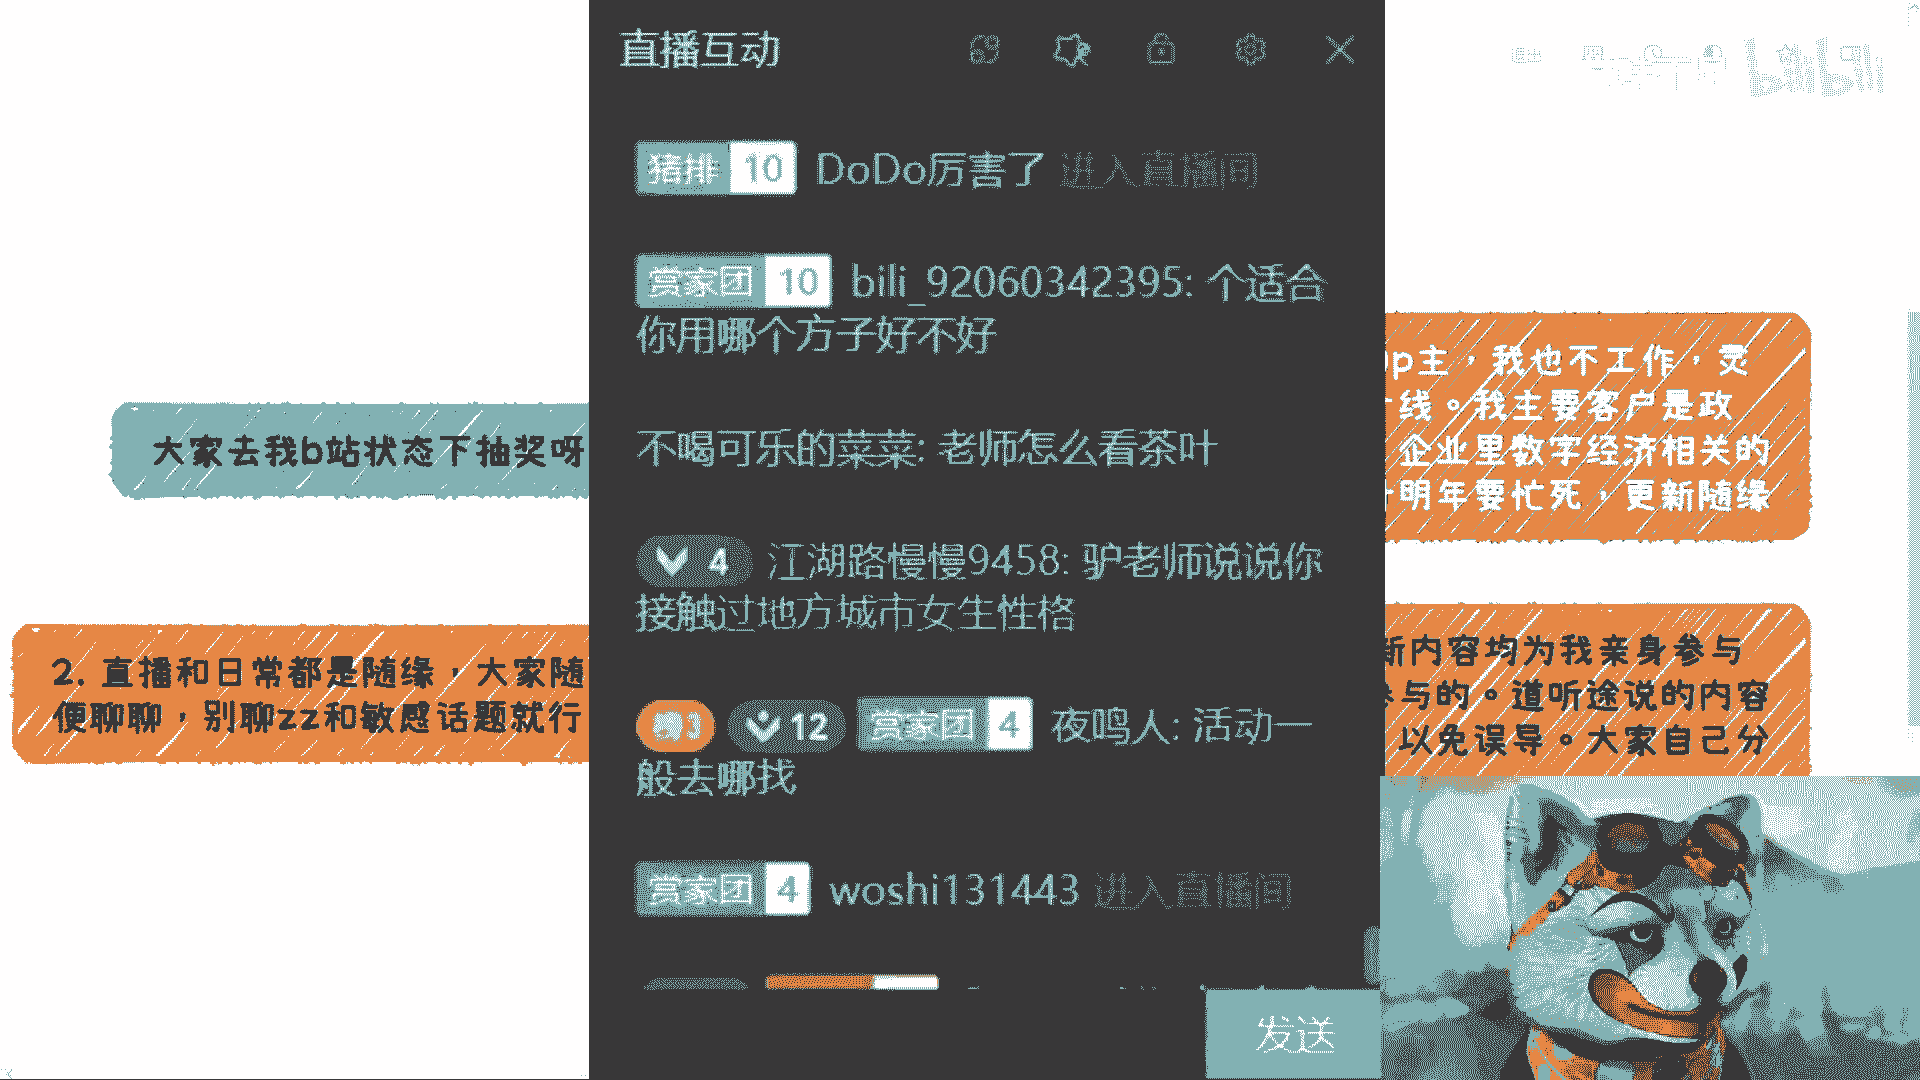 直播互动
猪排 10 DoDo厉害了 进入直播间
赏家团 10 bili_92060342395: 个适合
你用哪个方子好不好
不喝可乐的菜菜: 老师怎么看茶叶
4 江湖路慢慢9458: 驴老师说说你
接触过地方城市女生性格
12 赏家团 4 夜鸣人: 活动一
般去哪找
赏家团 4 woshi131443 进入直播间
发送
大家去我b站状态下抽奖呀
2. 直播和日常都是随缘，大家随
便聊聊，别聊zz和敏感话题就行
p主，我也不工作，灵
线。我主要客户是政
企业里数字经济相关的
明年要忙死，更新随缘
新内容均为我亲身参与
参与的。道听途说的内容
以免误导。大家自己分
bilibili